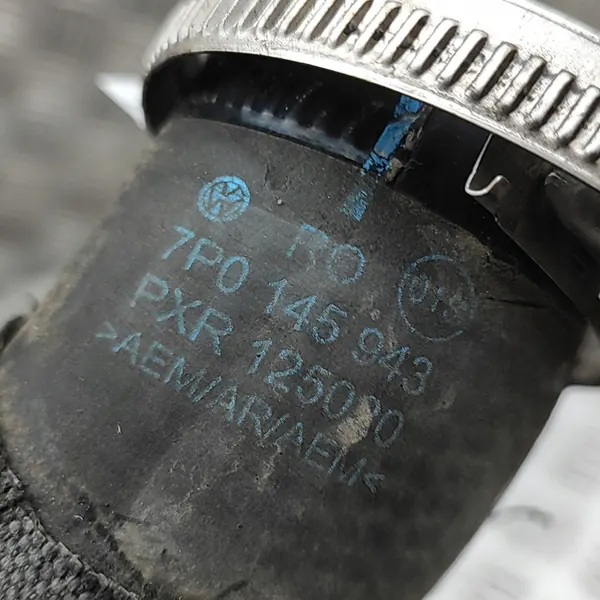 RO
7P0 145 943
PXR 125000
>AEM/AR/AEM<